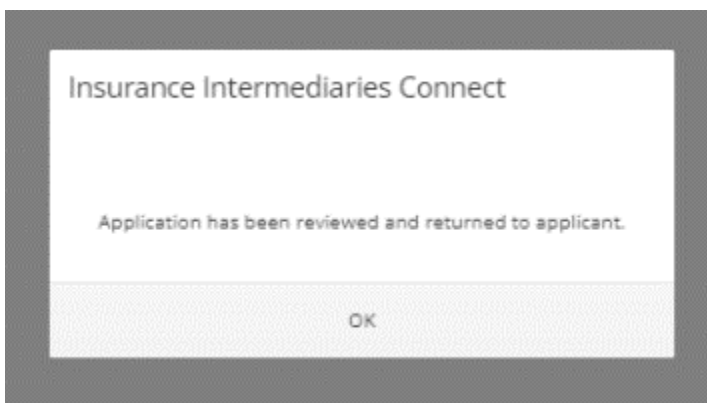 Insurance Intermediaries Connect
Application has been reviewed and returned to applicant.
OK